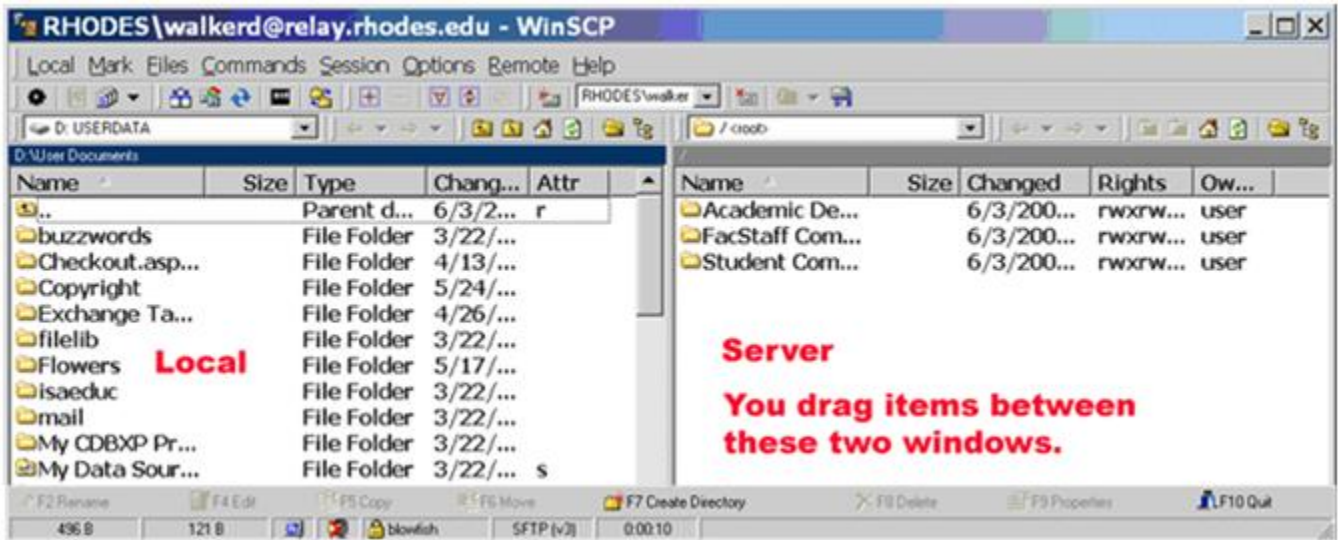 RHODES\walkerd@relay.rhodes.edu - WinSCP
Local Mark Files Commands Session Options Remote Help
RHODES\walker
D: USERDATA
/ <root>
D:\User Documents
/
Name Size Type Chang... Attr
Name Size Changed Rights Ow...
.. Parent d... 6/3/2... r
Academic De... 6/3/200... rwxrw... user
buzzwords File Folder 3/22/...
FacStaff Com... 6/3/200... rwxrw... user
Checkout.asp... File Folder 4/13/...
Student Com... 6/3/200... rwxrw... user
Copyright File Folder 5/24/...
Exchange Ta... File Folder 4/26/...
filelib File Folder 3/22/...
Flowers File Folder 5/17/...
Local
isaeduc File Folder 3/22/...
mail File Folder 3/22/...
My CDBXP Pr... File Folder 3/22/...
My Data Sour... File Folder 3/22/... s
Server
You drag items between
these two windows.
F2 Rename F4 Edit F5 Copy F6 Move F7 Create Directory F8 Delete F9 Properties F10 Quit
496 B 121 B blowfish SFTP (v3) 0:00:10